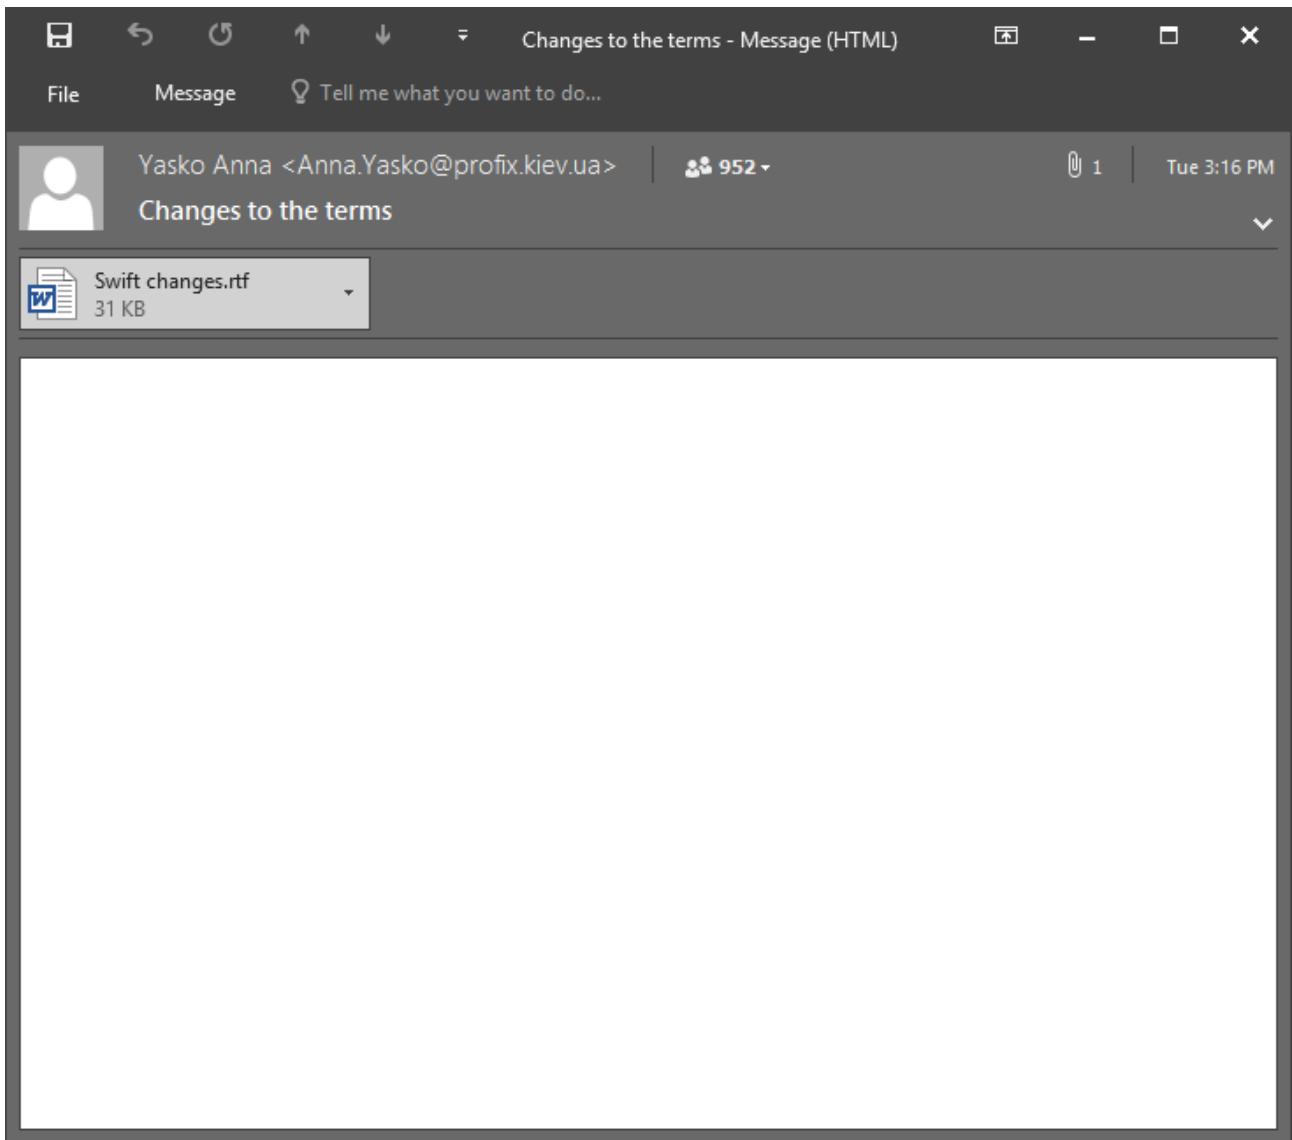 Changes to the terms - Message (HTML)
File Message Tell me what you want to do...
Yasko Anna <Anna.Yasko@profix.kiev.ua> 952 1 Tue 3:16 PM
Changes to the terms
Swift changes.rtf
31 KB